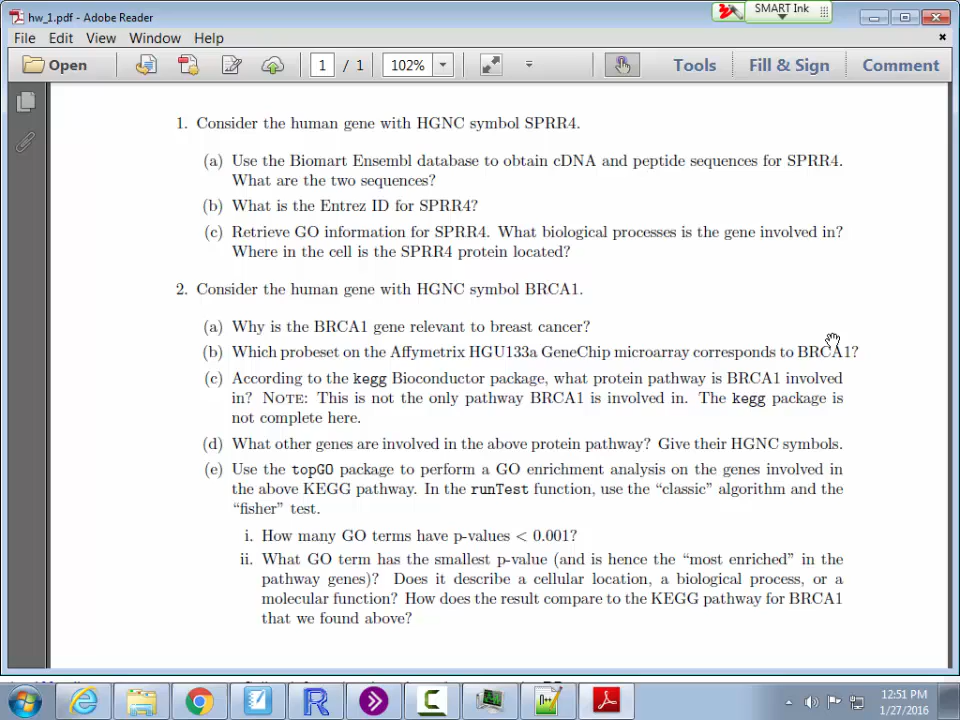 hw_1.pdf - Adobe Reader
SMART Ink
File Edit View Window Help
Open 1 / 1 102% Tools Fill & Sign Comment
1. Consider the human gene with HGNC symbol SPRR4.
(a) Use the Biomart Ensembl database to obtain cDNA and peptide sequences for SPRR4.
What are the two sequences?
(b) What is the Entrez ID for SPRR4?
(c) Retrieve GO information for SPRR4. What biological processes is the gene involved in?
Where in the cell is the SPRR4 protein located?
2. Consider the human gene with HGNC symbol BRCA1.
(a) Why is the BRCA1 gene relevant to breast cancer?
(b) Which probeset on the Affymetrix HGU133a GeneChip microarray corresponds to BRCA1?
(c) According to the kegg Bioconductor package, what protein pathway is BRCA1 involved
in? NOTE: This is not the only pathway BRCA1 is involved in. The kegg package is
not complete here.
(d) What other genes are involved in the above protein pathway? Give their HGNC symbols.
(e) Use the topGO package to perform a GO enrichment analysis on the genes involved in
the above KEGG pathway. In the runTest function, use the “classic” algorithm and the
“fisher” test.
i. How many GO terms have p-values < 0.001?
ii. What GO term has the smallest p-value (and is hence the “most enriched” in the
pathway genes)? Does it describe a cellular location, a biological process, or a
molecular function? How does the result compare to the KEGG pathway for BRCA1
that we found above?
12:51 PM
1/27/2016